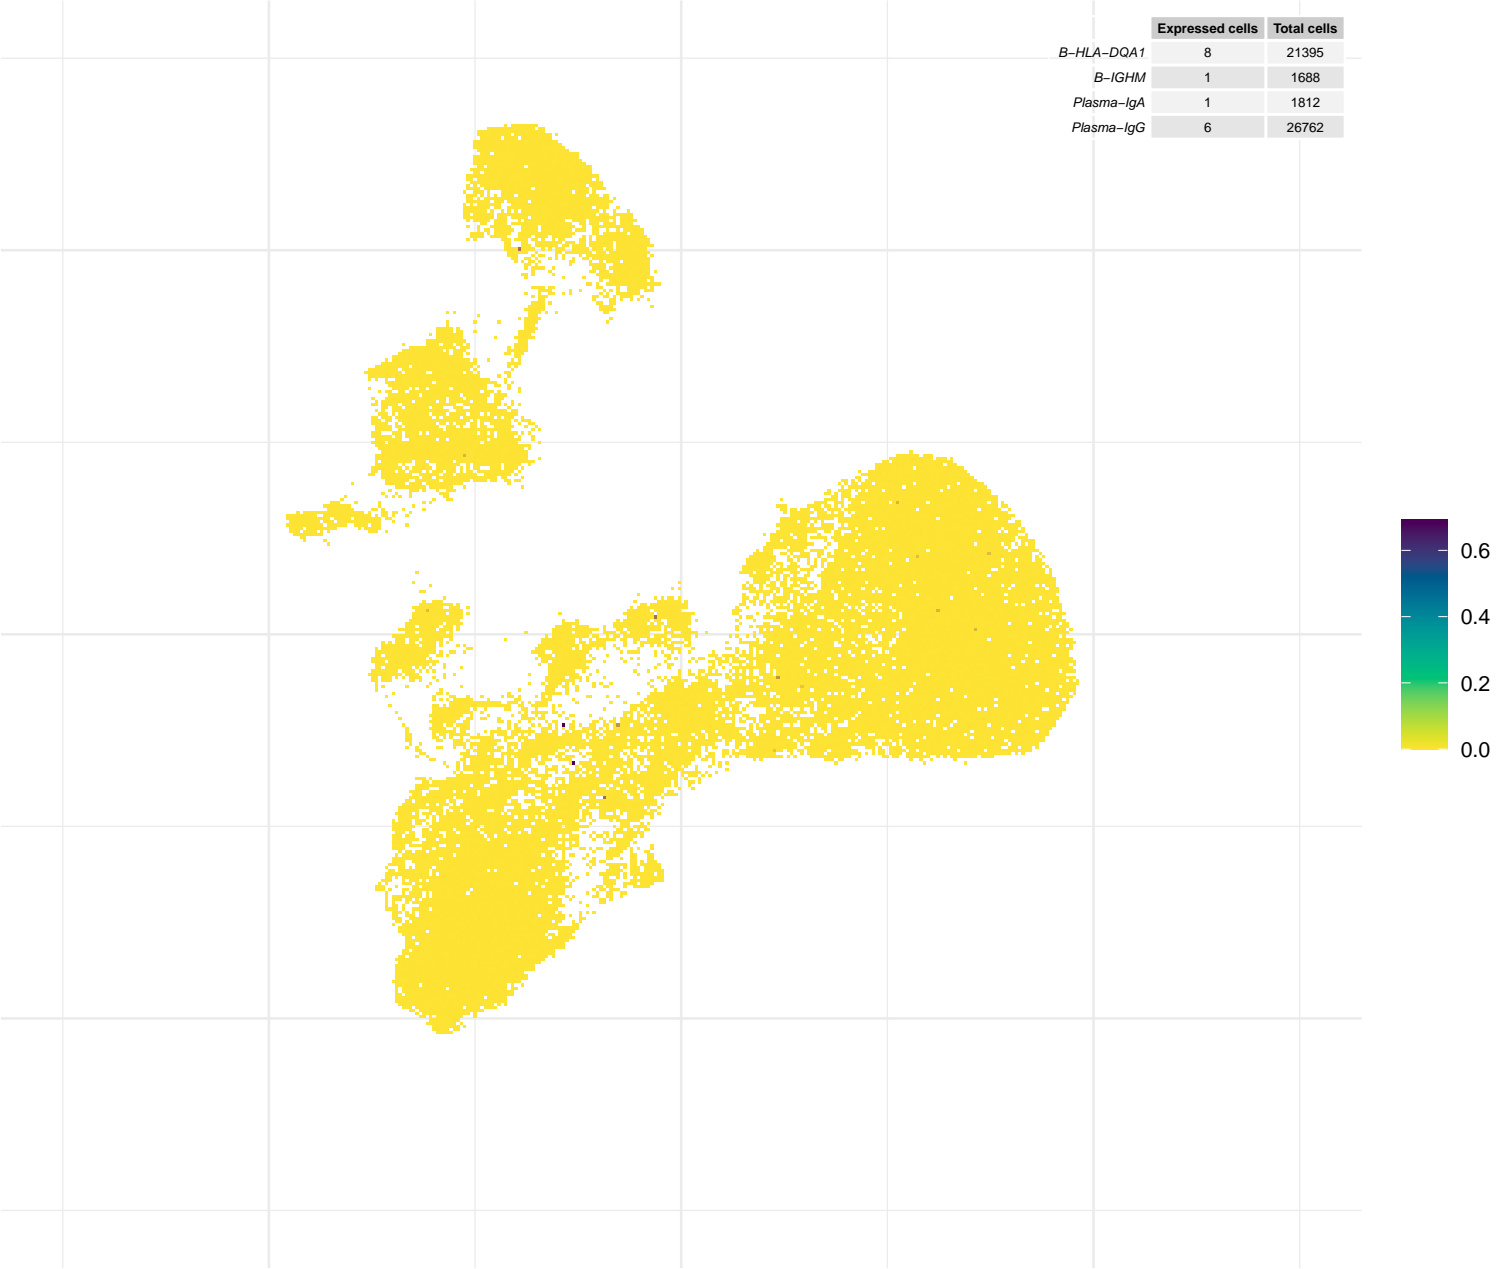 Expressed cells Total cells
B−HLA−DQA1 8 21395
B−IGHM 1 1688
Plasma−IgA 1 1812
Plasma−IgG 6 26762
0.6
0.4
0.2
0.0